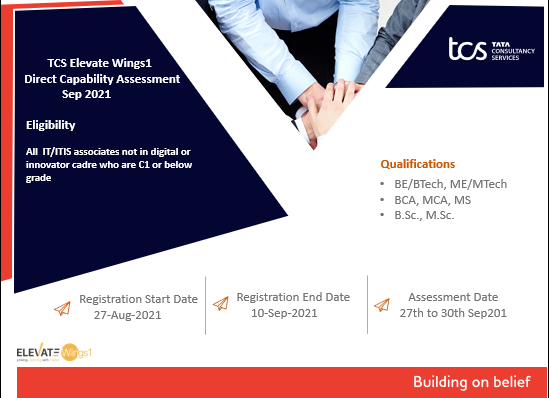 TCS Elevate Wings1
Direct Capability Assessment
Sep 2021
tcs TATA
CONSULTANCY
SERVICES
Eligibility
All IT/ITIS associates not in digital or
innovator cadre who are C1 or below
grade
Qualifications
• BE/BTech, ME/MTech
• BCA, MCA, MS
• B.Sc., M.Sc.
Registration Start Date
27-Aug-2021
Registration End Date
10-Sep-2021
Assessment Date
27th to 30th Sep201
ELEVATE Wings1
Building on belief